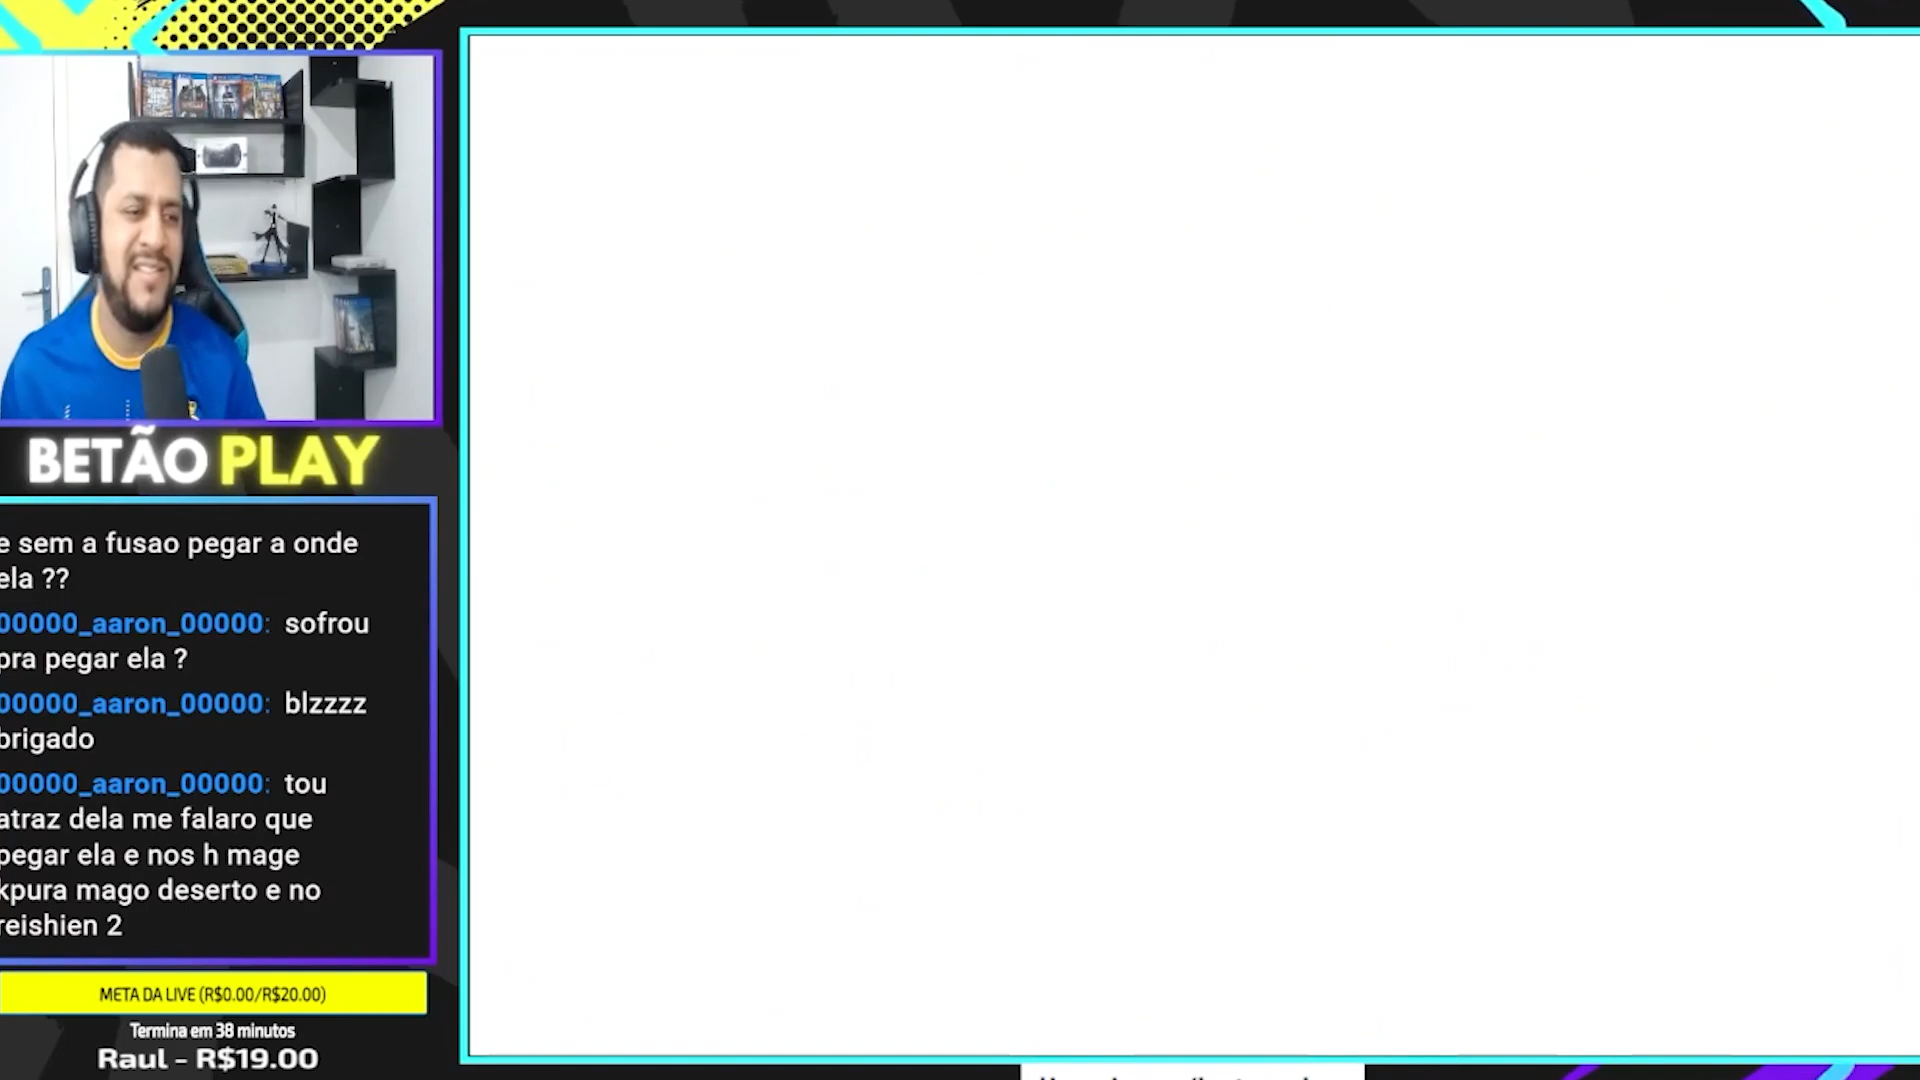 BETÃO PLAY
e sem a fusao pegar a onde
ela ??
00000_aaron_00000: sofrou
pra pegar ela ?
00000_aaron_00000: blzzzz
brigado
00000_aaron_00000: tou
atraz dela me falaro que
pegar ela e nos h mage
kpura mago deserto e no
reishien 2
META DA LIVE (R$0.00/R$20.00)
Termina em 38 minutos
Raul - R$19.00